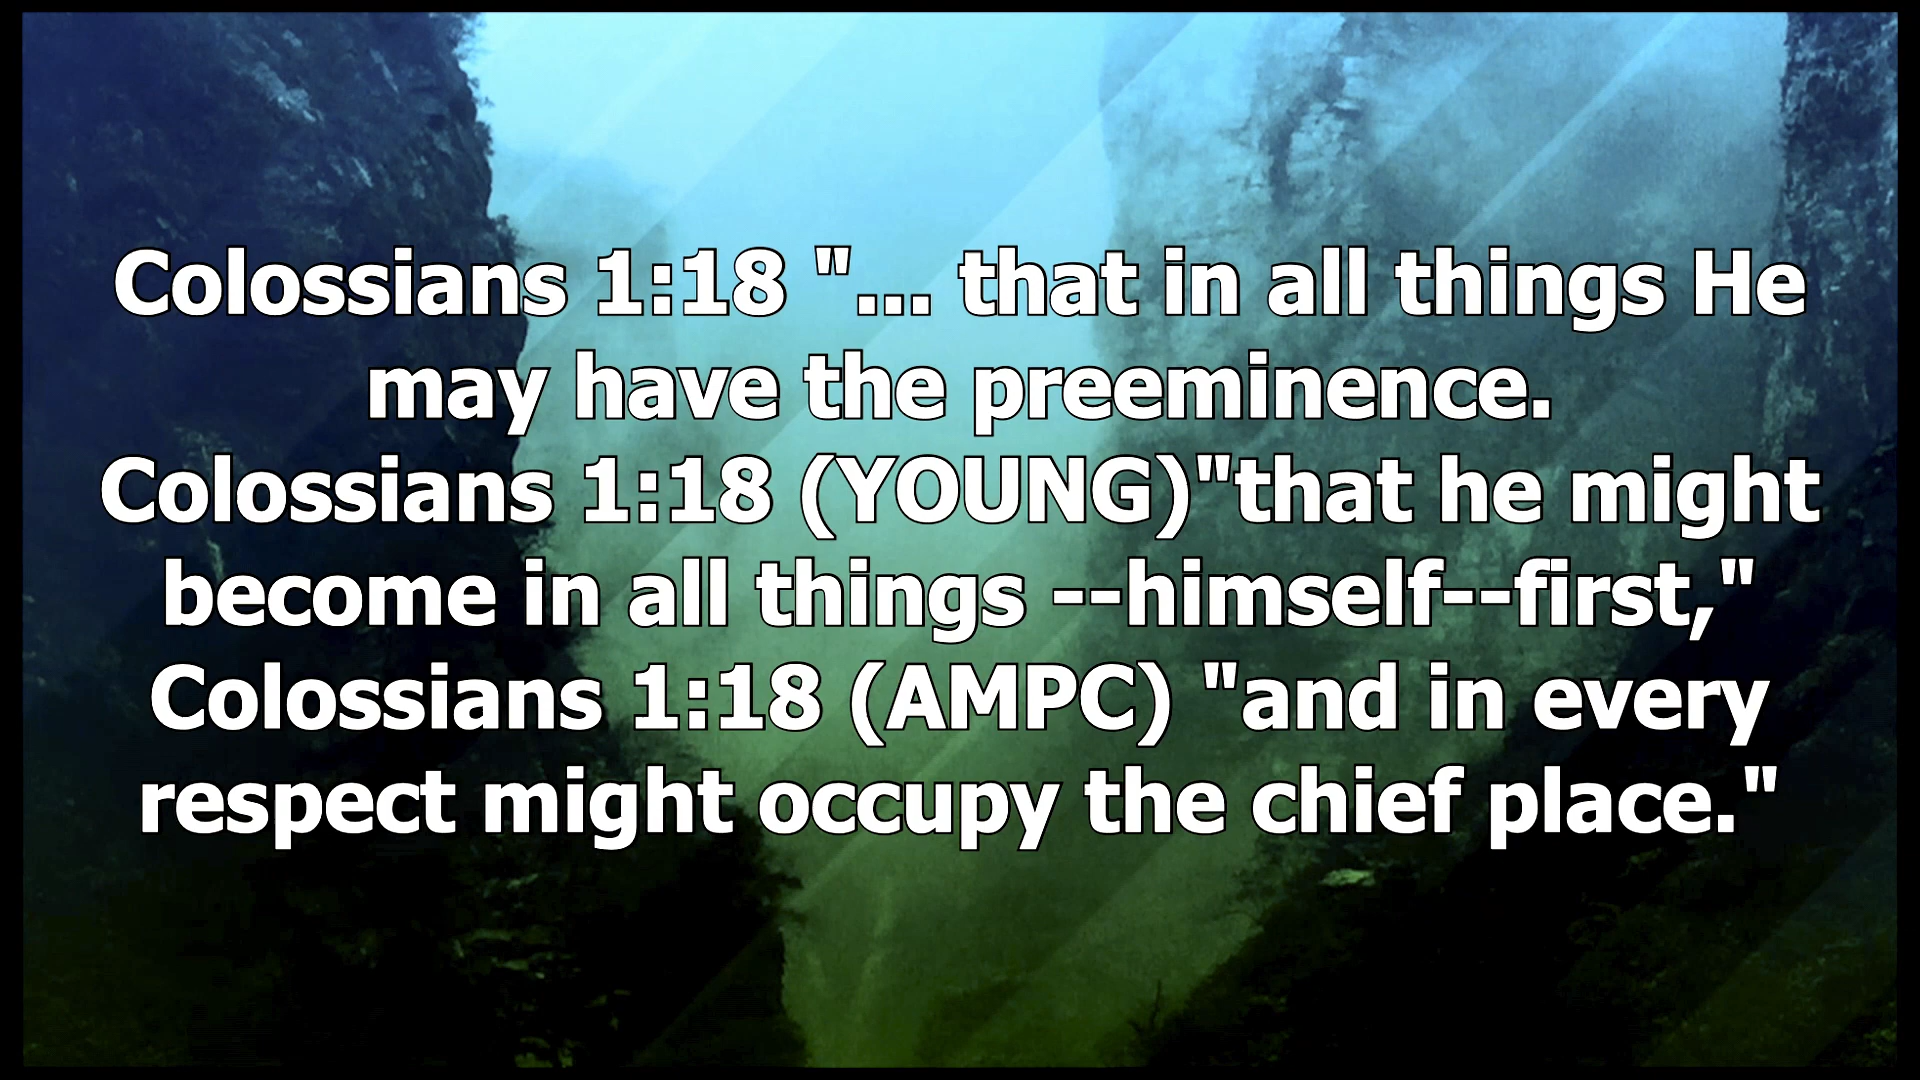 Colossians 1:18 "... that in all things He
may have the preeminence.
Colossians 1:18 (YOUNG)"that he might
become in all things --himself--first,"
Colossians 1:18 (AMPC) "and in every
respect might occupy the chief place."